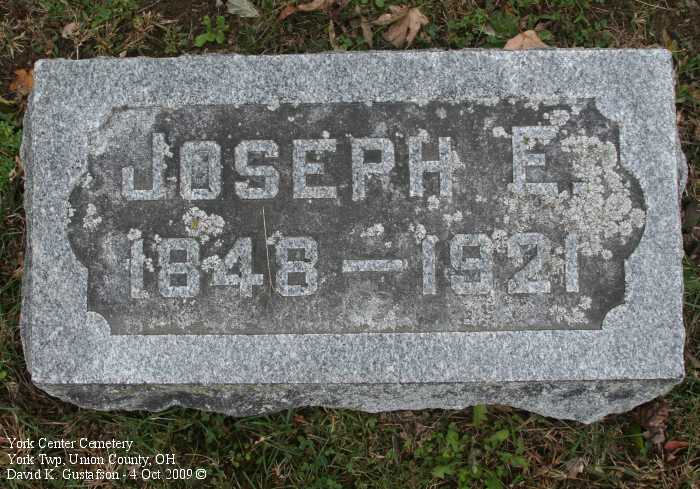 JOSEPH E.
1848 — 1921
York Center Cemetery
York Twp, Union County, OH
David K. Gustafson - 4 Oct 2009 ©